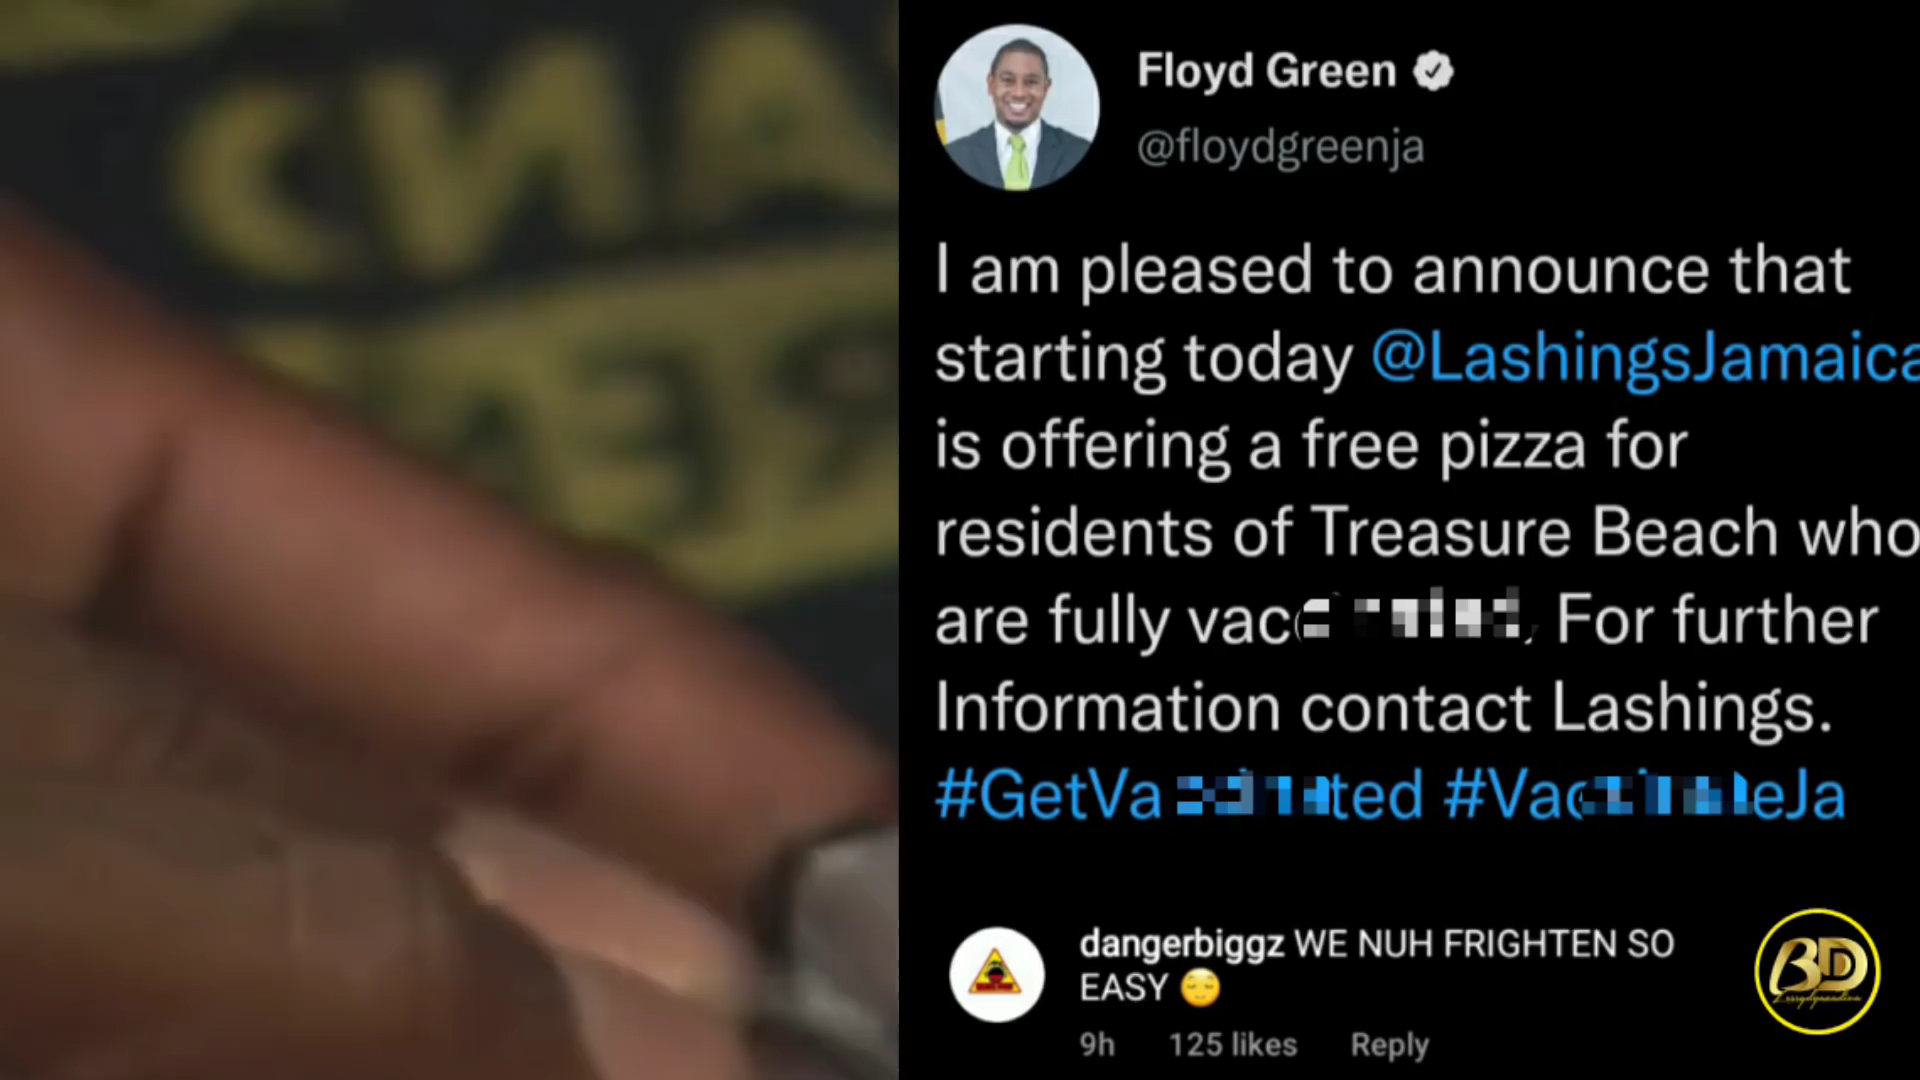 Floyd Green
@floydgreenja
I am pleased to announce that
starting today @LashingsJamaica
is offering a free pizza for
residents of Treasure Beach who
are fully For further
Information contact Lashings.
dangerbiggz WE NUH FRIGHTEN SO
EASY 😌
9h 125 likes Reply
BD